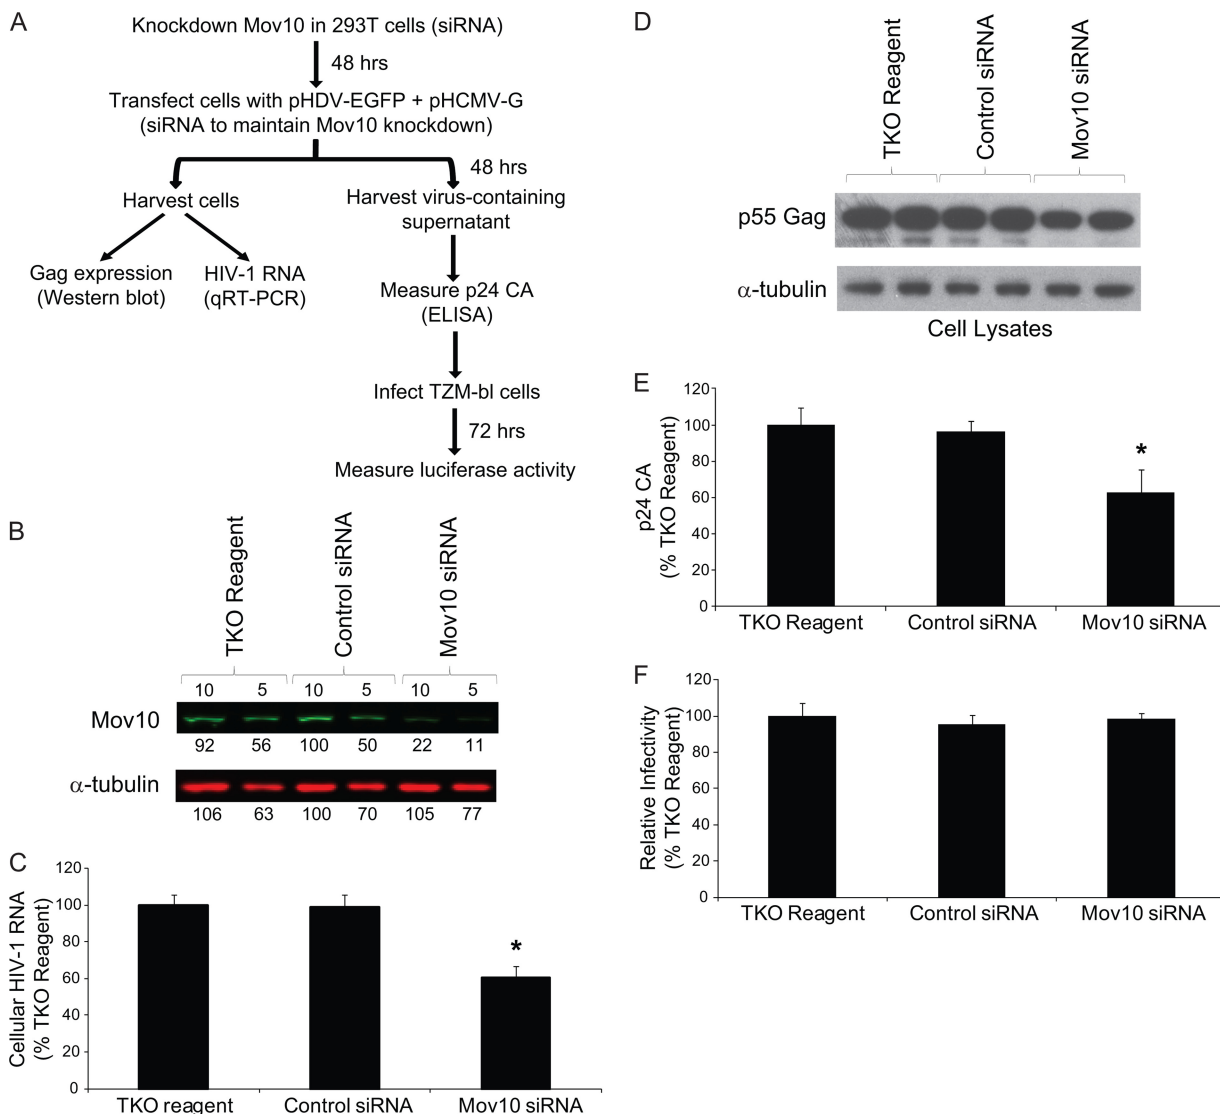 A
Knockdown Mov10 in 293T cells (siRNA)
48 hrs
Transfect cells with pHDV-EGFP + pHCMV-G
(siRNA to maintain Mov10 knockdown)
48 hrs
Harvest cells
Harvest virus-containing
supernatant
Gag expression
(Western blot)
HIV-1 RNA
(qRT-PCR)
Measure p24 CA
(ELISA)
Infect TZM-bl cells
72 hrs
Measure luciferase activity
B
TKO Reagent
Control siRNA
Mov10 siRNA
10 5 10 5 10 5
Mov10
92 56 100 50 22 11
α-tubulin
106 63 100 70 105 77
C
Cellular HIV-1 RNA
(% TKO Reagent)
120
100
80
60
40
20
0
*
TKO reagent Control siRNA Mov10 siRNA
D
TKO Reagent
Control siRNA
Mov10 siRNA
p55 Gag
α-tubulin
Cell Lysates
E
p24 CA
(% TKO Reagent)
120
100
80
60
40
20
0
*
TKO Reagent Control siRNA Mov10 siRNA
F
Relative Infectivity
(% TKO Reagent)
120
100
80
60
40
20
0
TKO Reagent Control siRNA Mov10 siRNA